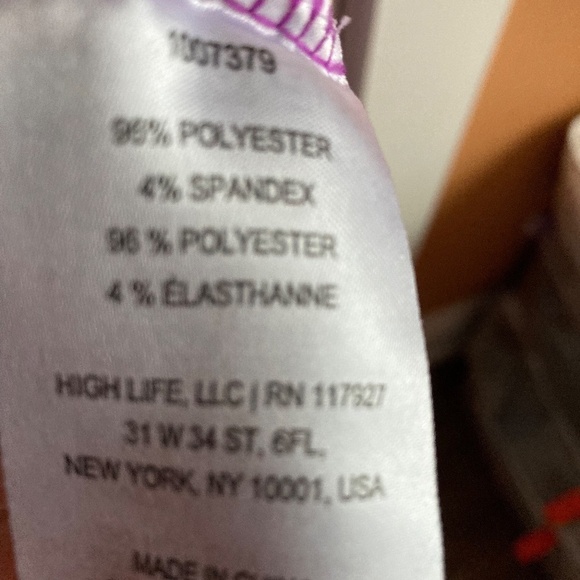 1007379
96% POLYESTER
4% SPANDEX
96 % POLYESTER
4 % ÉLASTHANNE
HIGH LIFE, LLC | RN 117927
31 W 34 ST, 6FL,
NEW YORK, NY 10001, USA
MADE IN